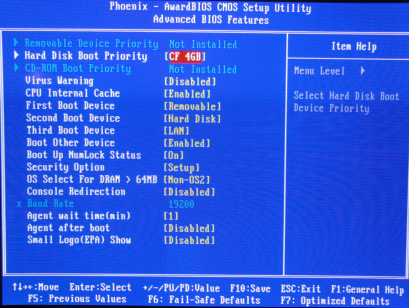 Phoenix - AwardBIOS CMOS Setup Utility
Advanced BIOS Features
Removable Device Priority Not Installed
Hard Disk Boot Priority [CF 4GB]
CD-ROM Boot Priority Not Installed
Virus Warning [Disabled]
CPU Internal Cache [Enabled]
First Boot Device [Removable]
Second Boot Device [Hard Disk]
Third Boot Device [LAN]
Boot Other Device [Enabled]
Boot Up NumLock Status [On]
Security Option [Setup]
OS Select For DRAM > 64MB [Non-OS2]
Console Redirection [Disabled]
x Baud Rate 19200
Agent wait time(min) [1]
Agent after boot [Disabled]
Small Logo(EPA) Show [Disabled]
Item Help
Menu Level
Select Hard Disk Boot
Device Priority
↑↓→←:Move Enter:Select +/-/PU/PD:Value F10:Save ESC:Exit F1:General Help
F5: Previous Values F6: Fail-Safe Defaults F7: Optimized Defaults